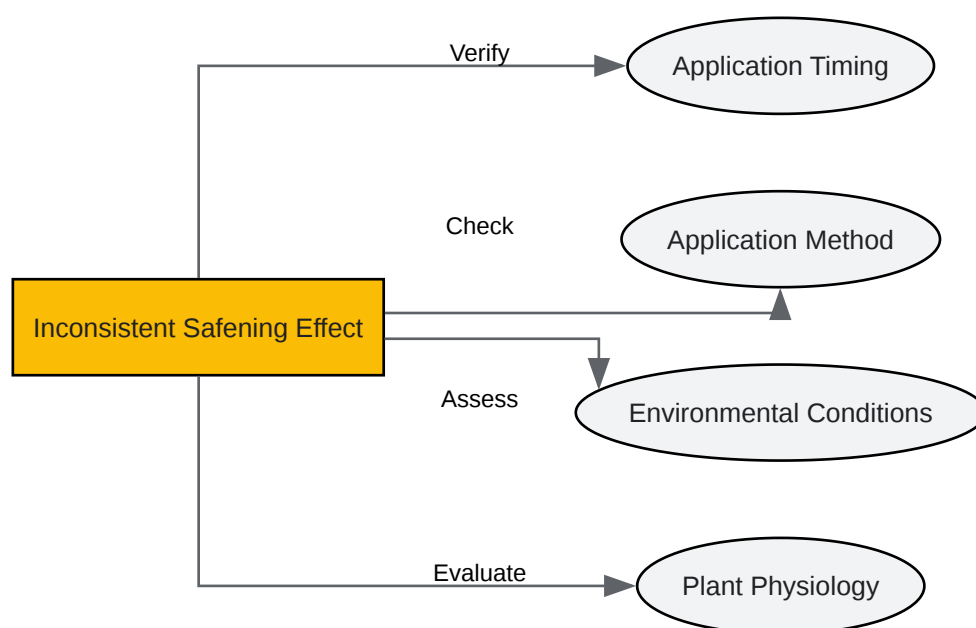 Verify
Application Timing
Check
Application Method
Inconsistent Safening Effect
Assess
Environmental Conditions
Evaluate
Plant Physiology